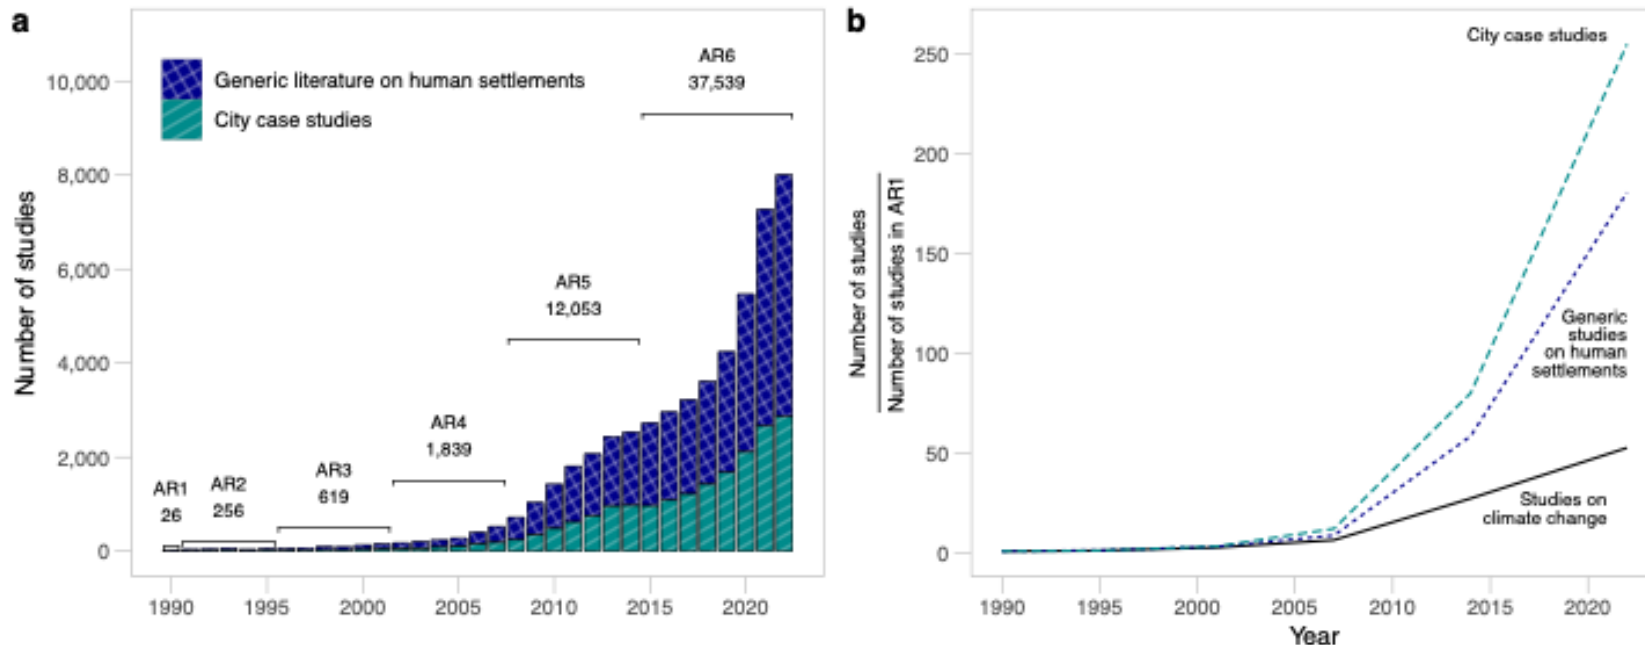 a
Number of studies
10,000
8,000
6,000
4,000
2,000
0
Generic literature on human settlements
City case studies
AR1
26
AR2
256
AR3
619
AR4
1,839
AR5
12,053
AR6
37,539
1990
1995
2000
2005
2010
2015
2020
b
Number of studies
Number of studies in AR1
250
200
150
100
50
0
City case studies
Generic
studies
on human
settlements
Studies on
climate change
1990
1995
2000
2005
2010
2015
2020
Year